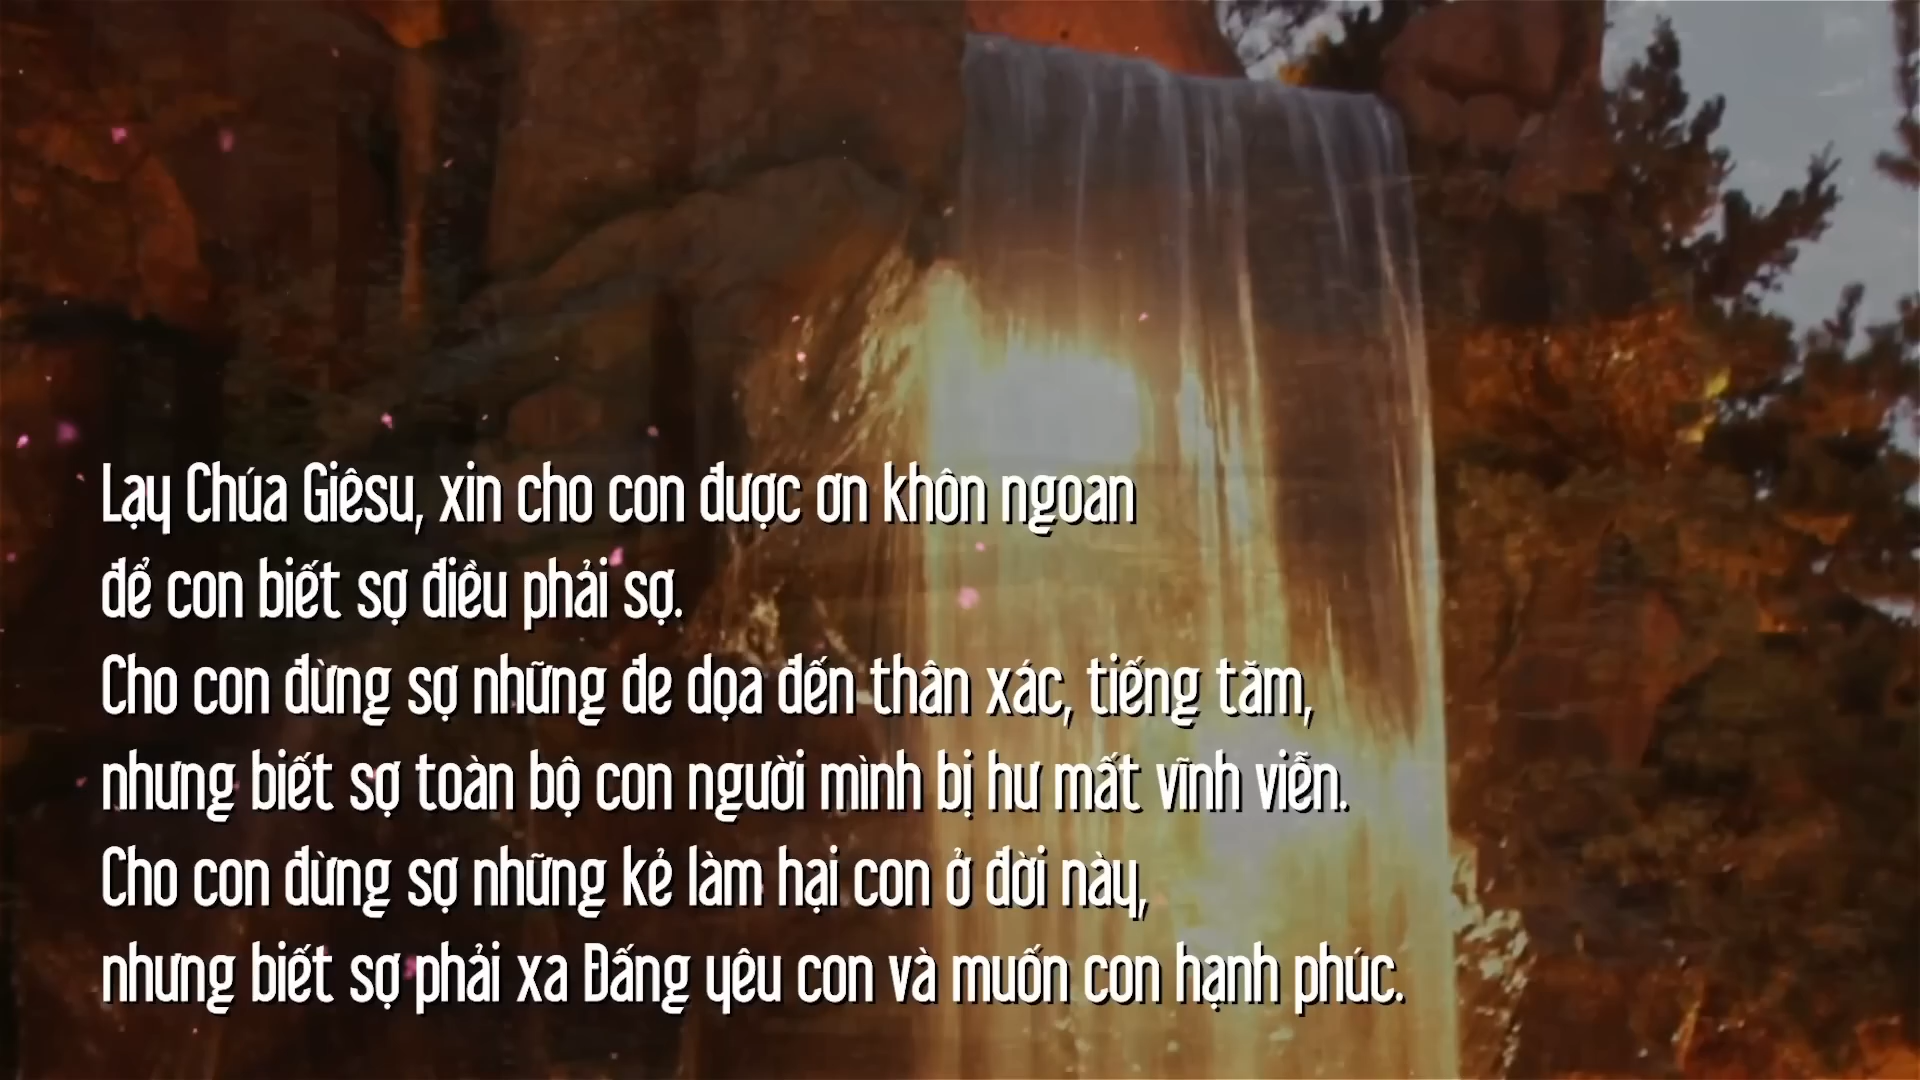 Lạy Chúa Giêsu, xin cho con được ơn khôn ngoan
để con biết sợ điều phải sợ.
Cho con đừng sợ những đe dọa đến thân xác, tiếng tăm,
nhưng biết sợ toàn bộ con người mình bị hư mất vĩnh viễn.
Cho con đừng sợ những kẻ làm hại con ở đời này,
nhưng biết sợ phải xa Đấng yêu con và muốn con hạnh phúc.